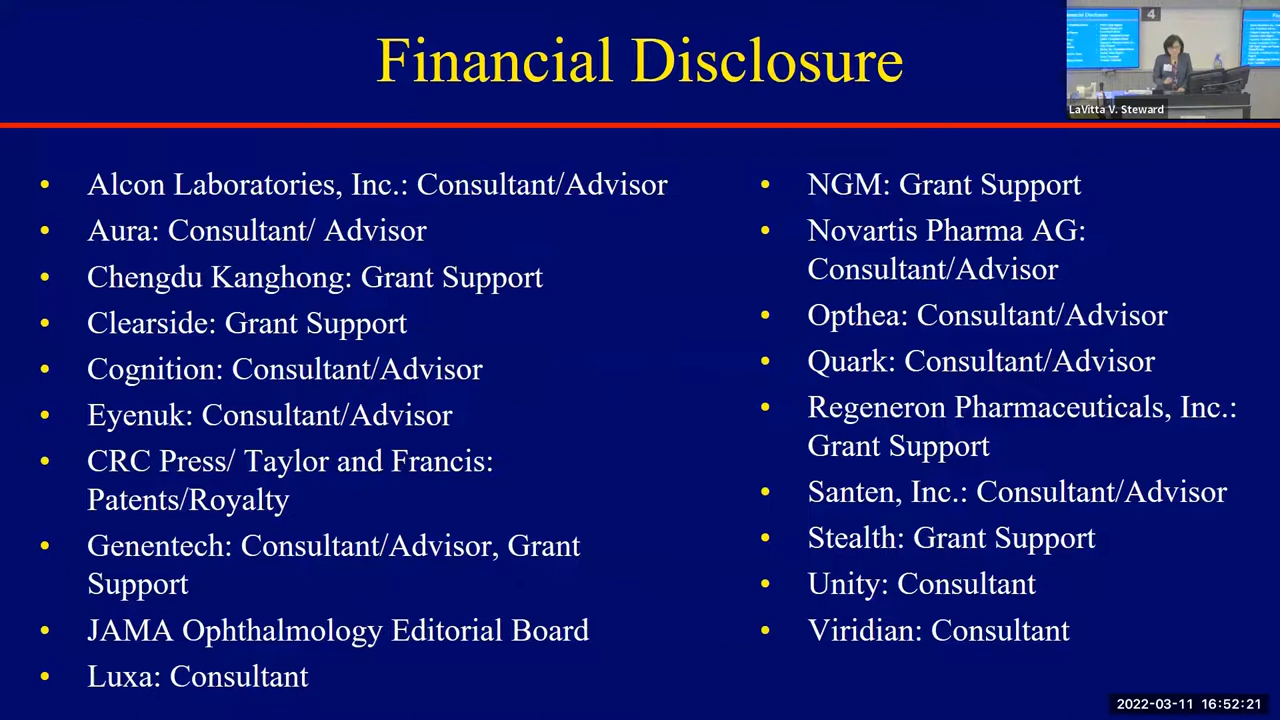 Financial Disclosure
4
LaVitta V. Steward
• Alcon Laboratories, Inc.: Consultant/Advisor
• Aura: Consultant/ Advisor
• Chengdu Kanghong: Grant Support
• Clearside: Grant Support
• Cognition: Consultant/Advisor
• Eyenuk: Consultant/Advisor
• CRC Press/ Taylor and Francis:
Patents/Royalty
• Genentech: Consultant/Advisor, Grant
Support
• JAMA Ophthalmology Editorial Board
• Luxa: Consultant
• NGM: Grant Support
• Novartis Pharma AG:
Consultant/Advisor
• Opthea: Consultant/Advisor
• Quark: Consultant/Advisor
• Regeneron Pharmaceuticals, Inc.:
Grant Support
• Santen, Inc.: Consultant/Advisor
• Stealth: Grant Support
• Unity: Consultant
• Viridian: Consultant
2022-03-11 16:52:21